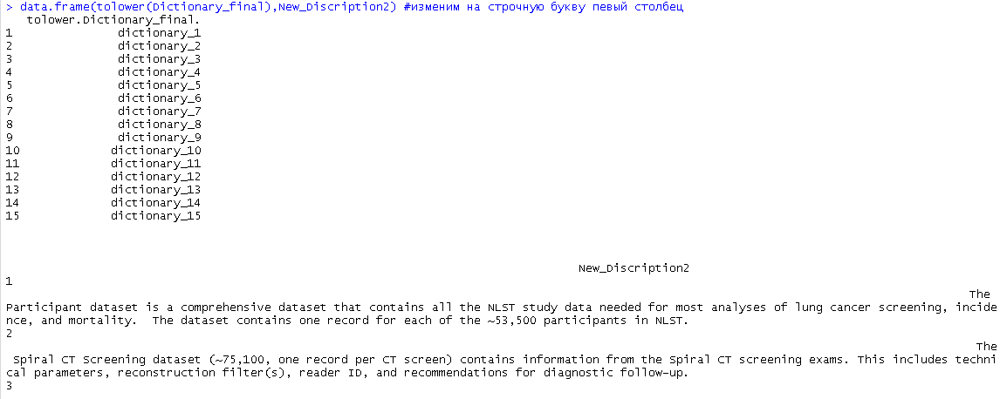 > data.frame(tolower(Dictionary_final),New_Discription2) #изменим на строчную букву певый столбец
tolower.Dictionary_final.
1 dictionary_1
2 dictionary_2
3 dictionary_3
4 dictionary_4
5 dictionary_5
6 dictionary_6
7 dictionary_7
8 dictionary_8
9 dictionary_9
10 dictionary_10
11 dictionary_11
12 dictionary_12
13 dictionary_13
14 dictionary_14
15 dictionary_15
New_Discription2
1
The
Participant dataset is a comprehensive dataset that contains all the NLST study data needed for most analyses of lung cancer screening, incide
nce, and mortality.  The dataset contains one record for each of the ~53,500 participants in NLST.
2
The
Spiral CT Screening dataset (~75,100, one record per CT screen) contains information from the Spiral CT screening exams. This includes techni
cal parameters, reconstruction filter(s), reader ID, and recommendations for diagnostic follow-up.
3